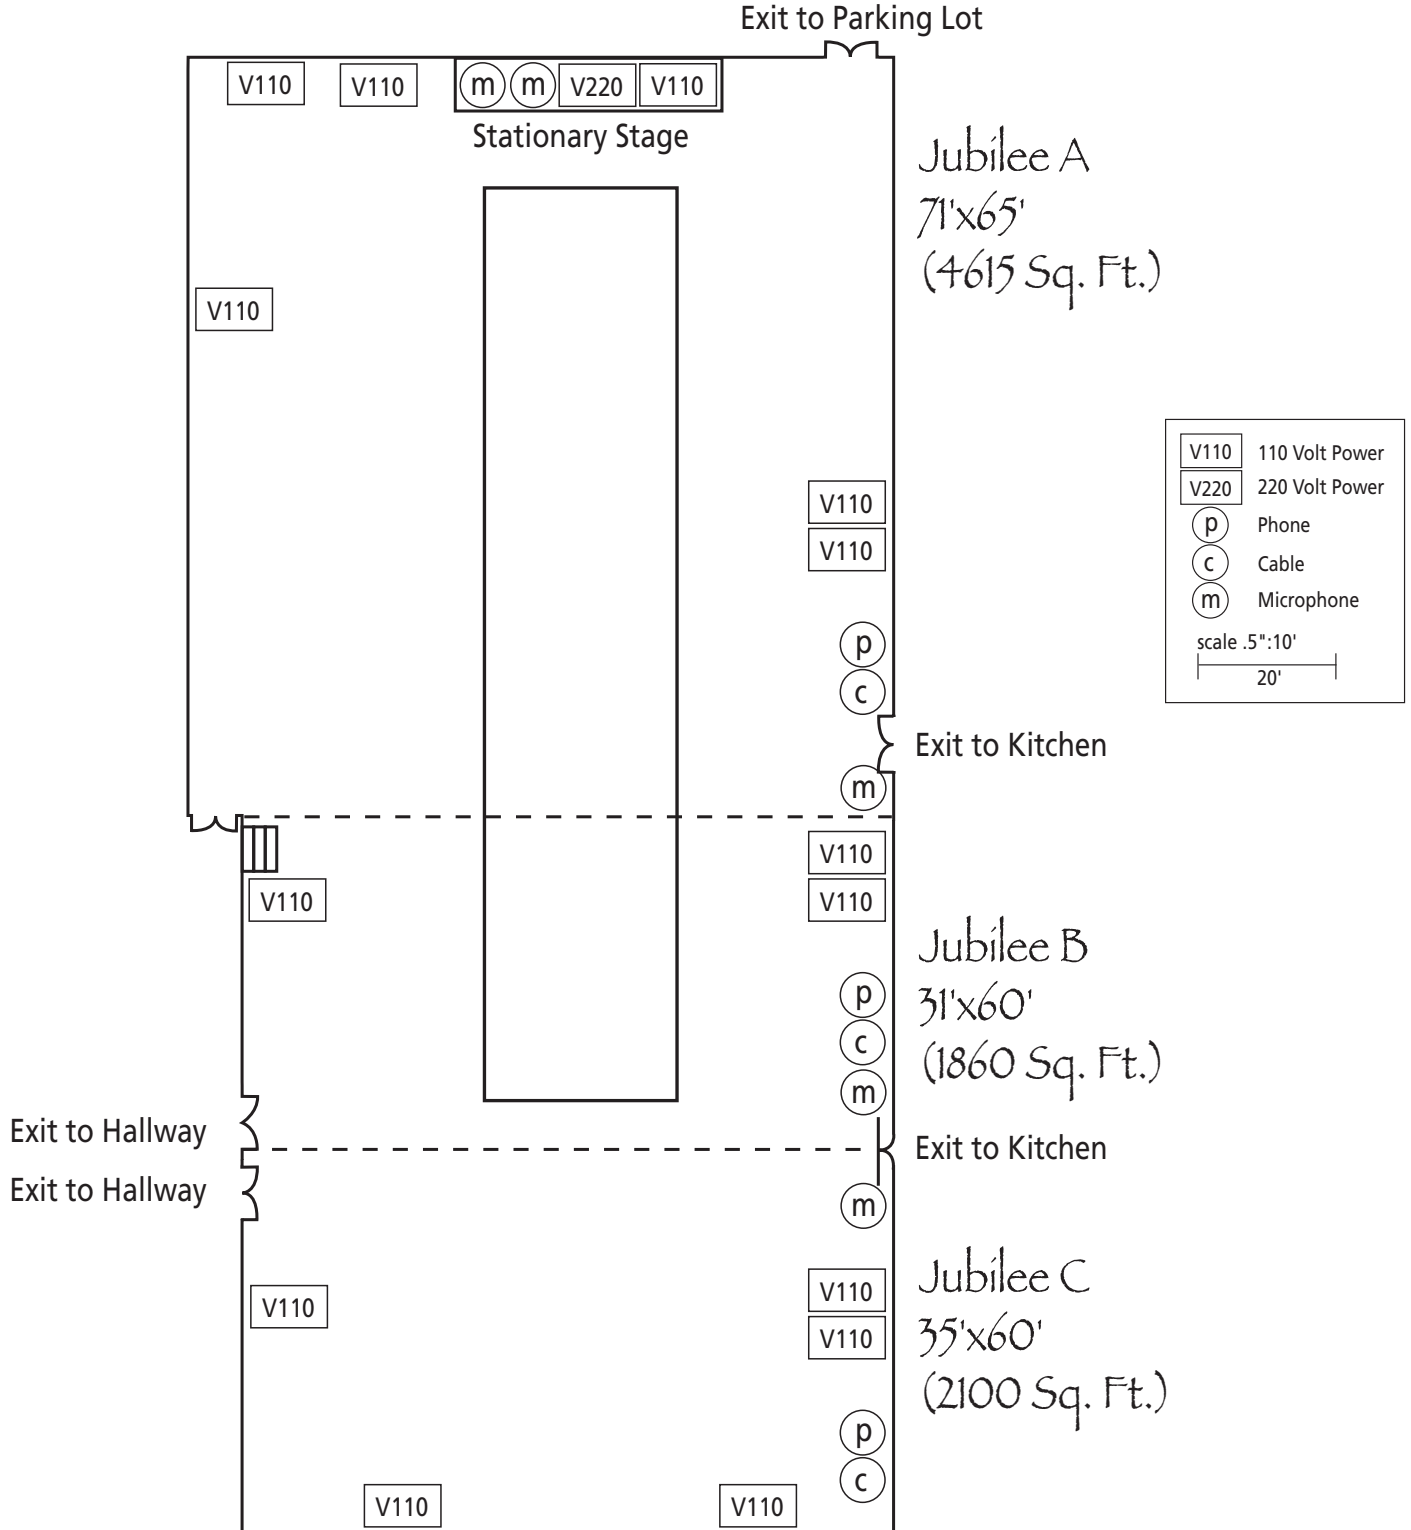 Exit to Parking Lot
V110
V110
m
m
V220
V110
Stationary Stage
Jubilee A
71'x65'
(4615 Sq. Ft.)
V110
V110 110 Volt Power
V220 220 Volt Power
p Phone
c Cable
m Microphone
scale .5":10'
20'
V110
V110
p
c
Exit to Kitchen
m
V110
V110
V110
Jubilee B
31'x60'
(1860 Sq. Ft.)
p
c
m
Exit to Hallway
Exit to Kitchen
Exit to Hallway
m
Jubilee C
35'x60'
(2100 Sq. Ft.)
V110
V110
V110
p
c
V110
V110